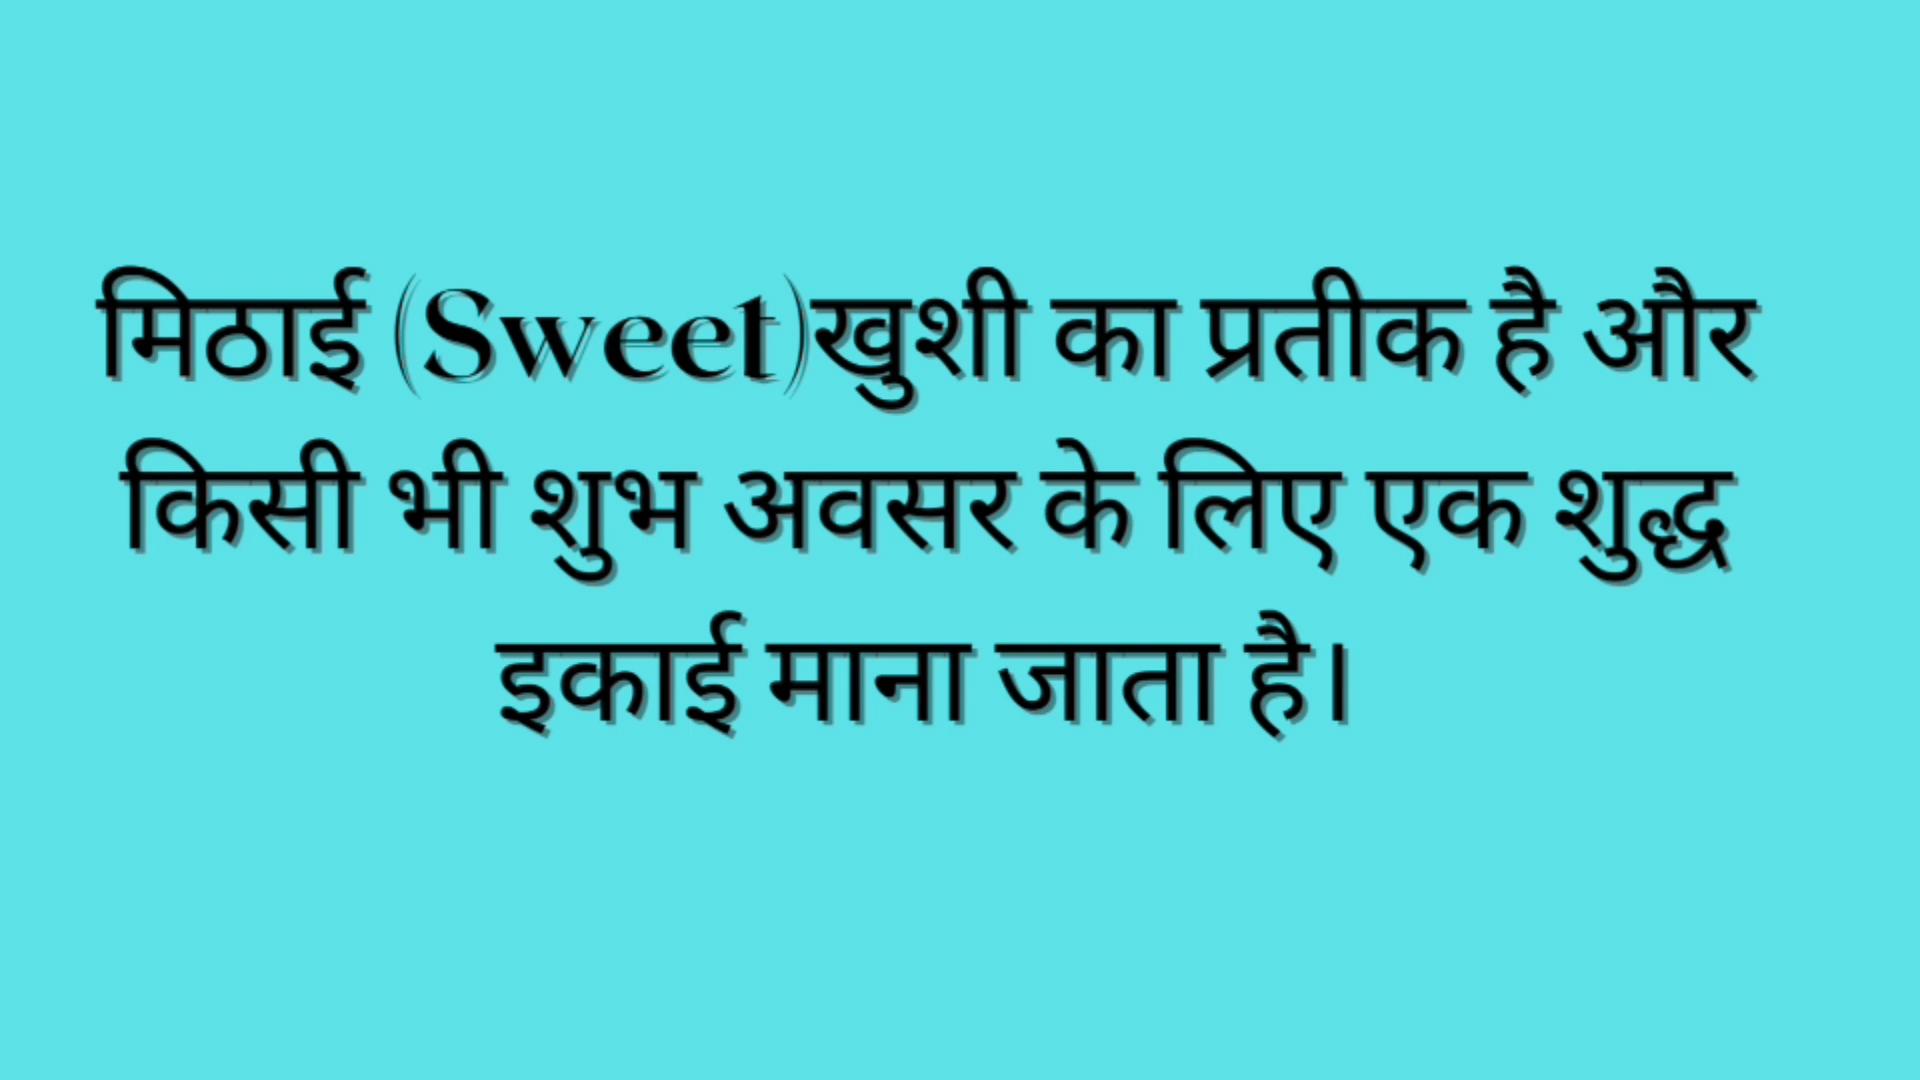 मिठाई (Sweet)खुशी का प्रतीक है और
किसी भी शुभ अवसर के लिए एक शुद्ध
इकाई माना जाता है।